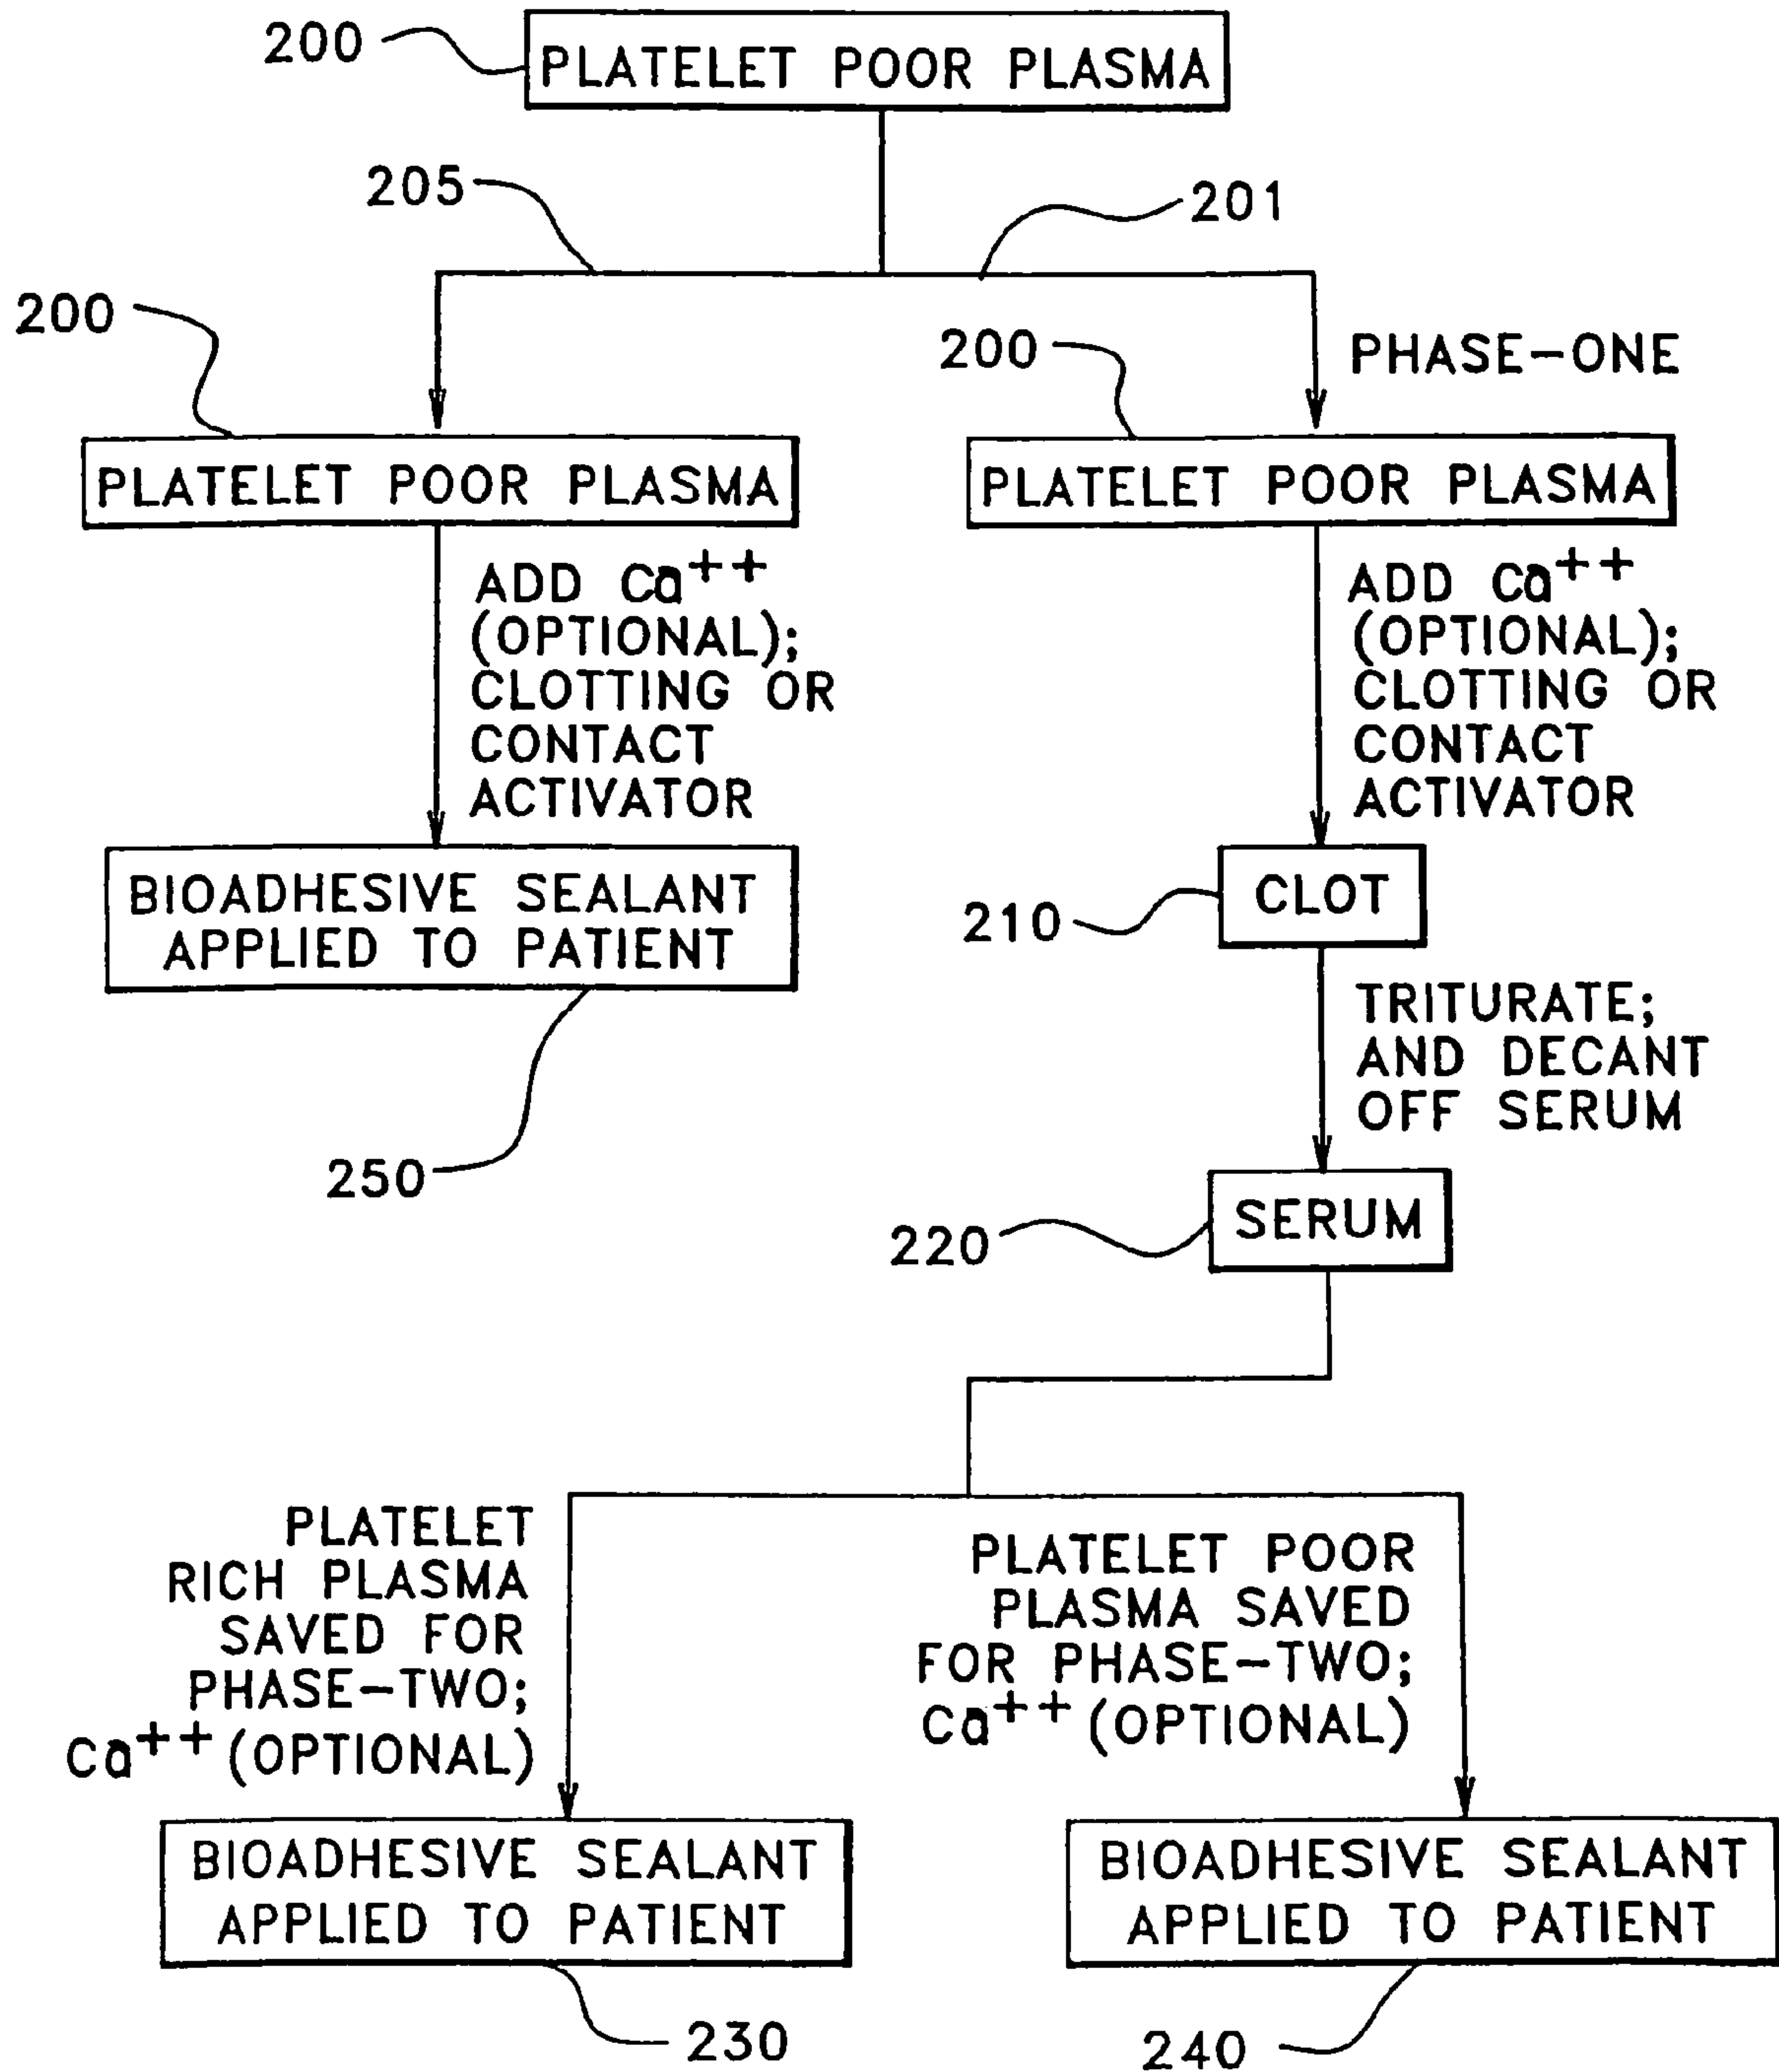 200
PLATELET POOR PLASMA
205
201
200
200
PHASE-ONE
PLATELET POOR PLASMA
PLATELET POOR PLASMA
ADD Ca++
(OPTIONAL);
CLOTTING OR
CONTACT
ACTIVATOR
ADD Ca++
(OPTIONAL);
CLOTTING OR
CONTACT
ACTIVATOR
BIOADHESIVE SEALANT
APPLIED TO PATIENT
210
CLOT
TRITURATE;
AND DECANT
OFF SERUM
250
220
SERUM
PLATELET
RICH PLASMA
SAVED FOR
PHASE-TWO;
Ca++ (OPTIONAL)
PLATELET POOR
PLASMA SAVED
FOR PHASE-TWO;
Ca++ (OPTIONAL)
BIOADHESIVE SEALANT
APPLIED TO PATIENT
BIOADHESIVE SEALANT
APPLIED TO PATIENT
230
240